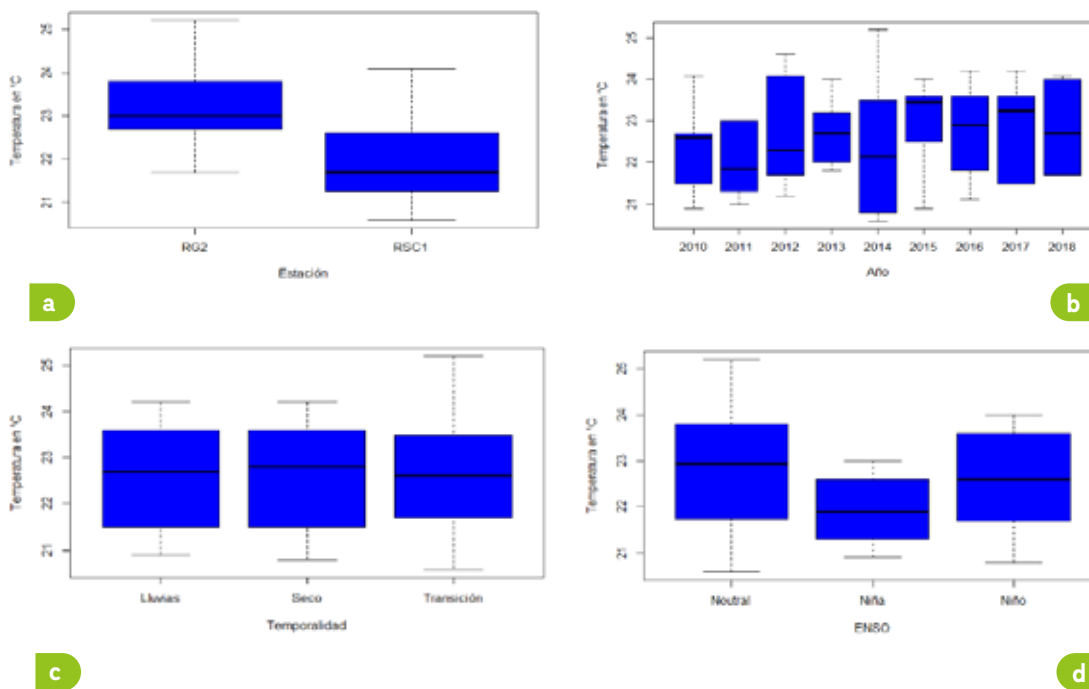 Temperatura en °C
25
24
23
22
21
RG2 RSC1
Estación
a
Temperatura en °C
25
24
23
22
21
2010 2011 2012 2013 2014 2015 2016 2017 2018
Año
b
Temperatura en °C
25
24
23
22
21
Lluvias Seco Transición
Temporalidad
c
Temperatura en °C
25
24
23
22
21
Neutral Niña Niño
ENSO
d